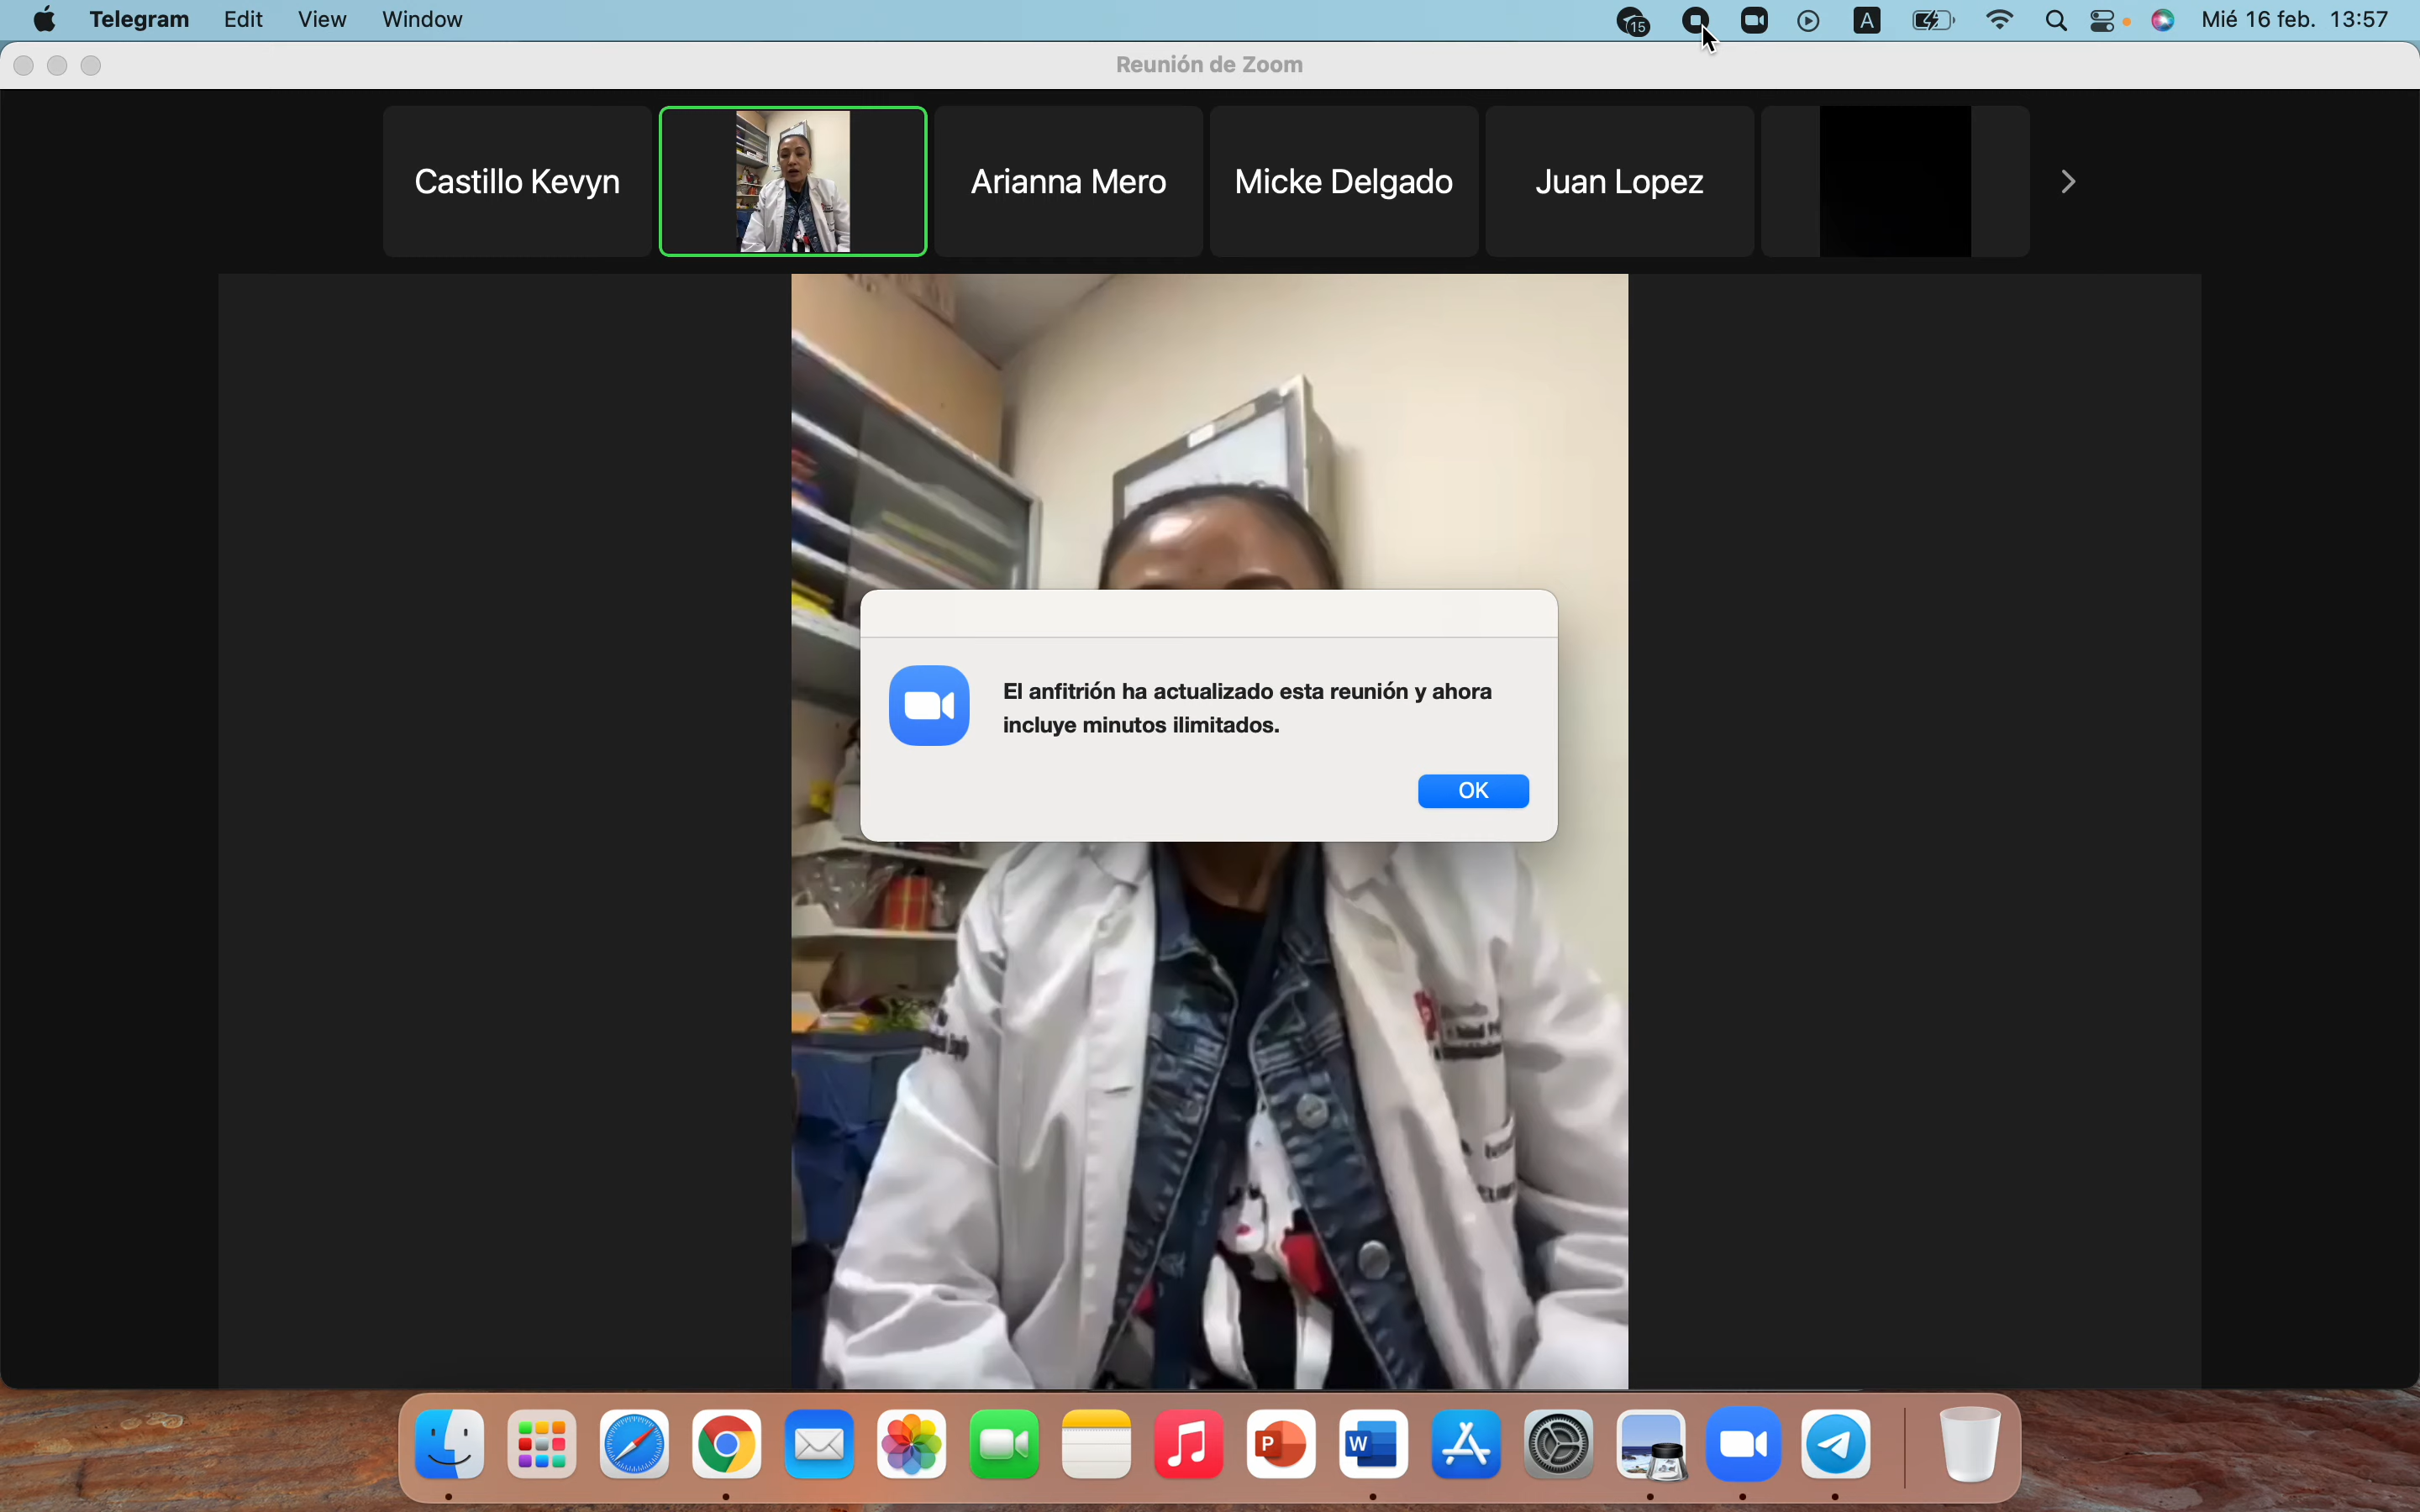 Telegram Edit View Window 15 A Mié 16 feb. 13:57
Reunión de Zoom
Castillo Kevyn Arianna Mero Micke Delgado Juan Lopez
El anfitrión ha actualizado esta reunión y ahora
incluye minutos ilimitados.
OK
P W